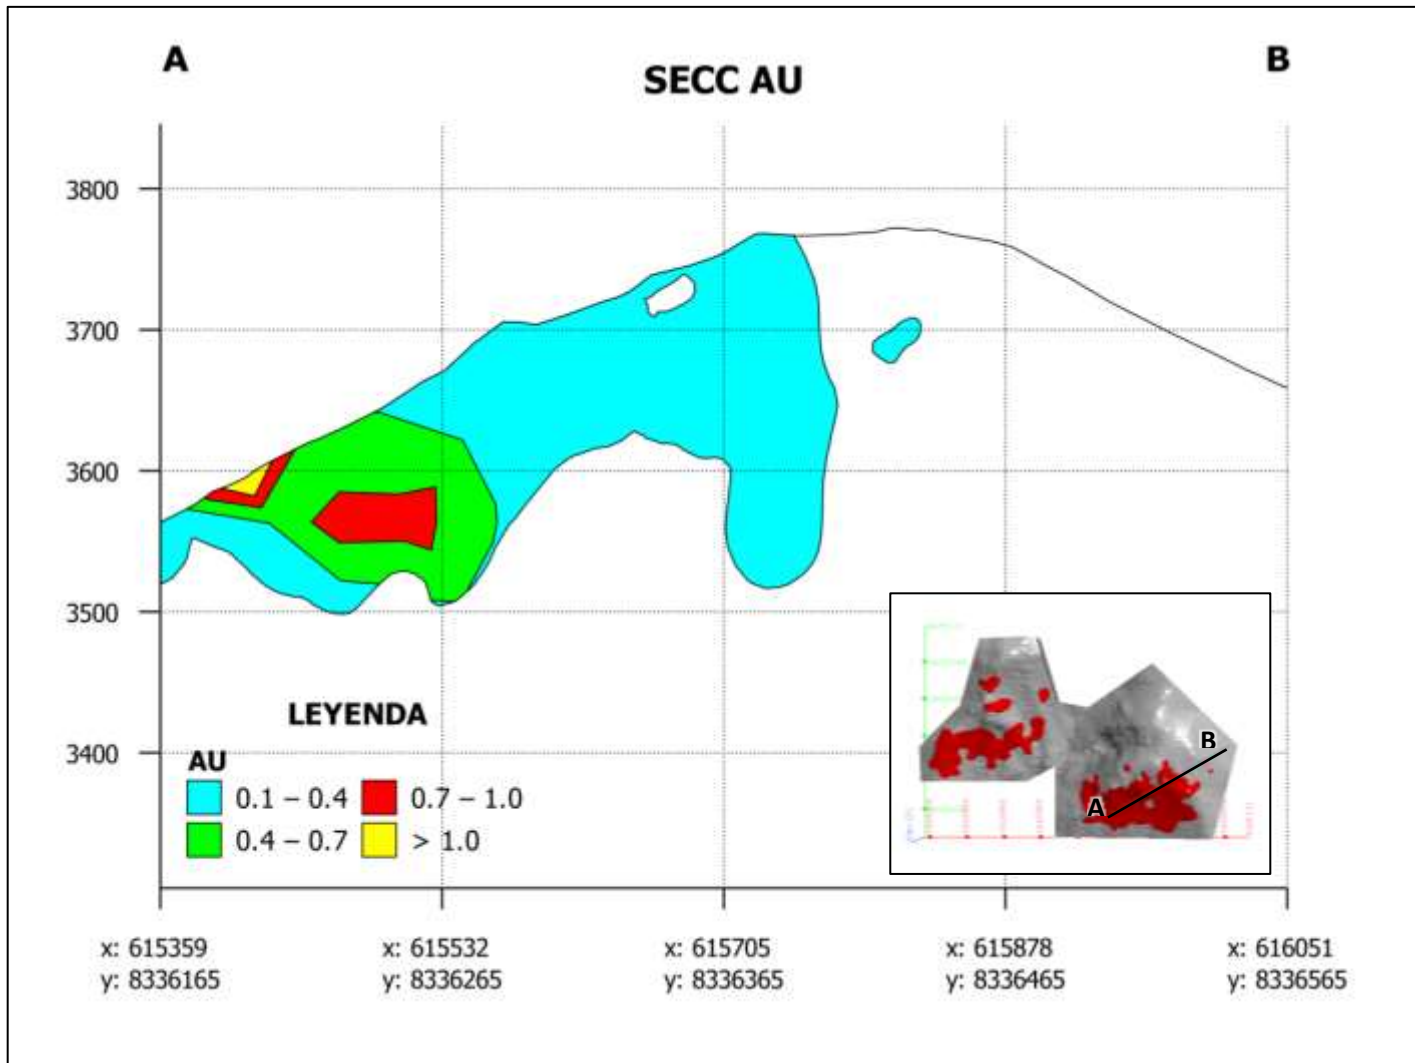 A
B
SECC AU
3800
3700
3600
3500
3400
LEYENDA
AU
0.1 – 0.4
0.7 – 1.0
0.4 – 0.7
> 1.0
B
A
x: 615359
y: 8336165
x: 615532
y: 8336265
x: 615705
y: 8336365
x: 615878
y: 8336465
x: 616051
y: 8336565